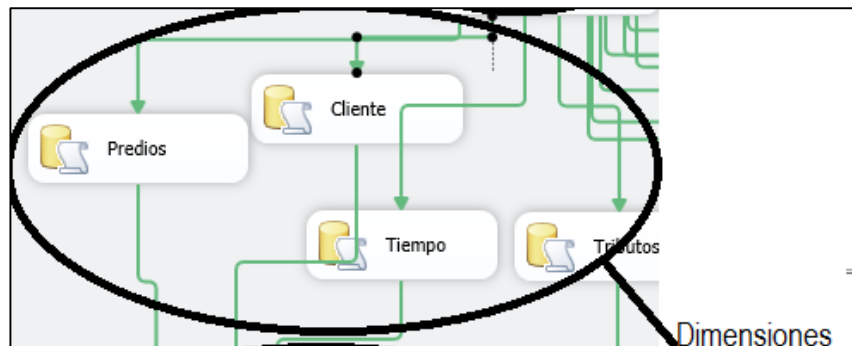 Cliente
Predios
Tiempo
Tributos
Dimensiones